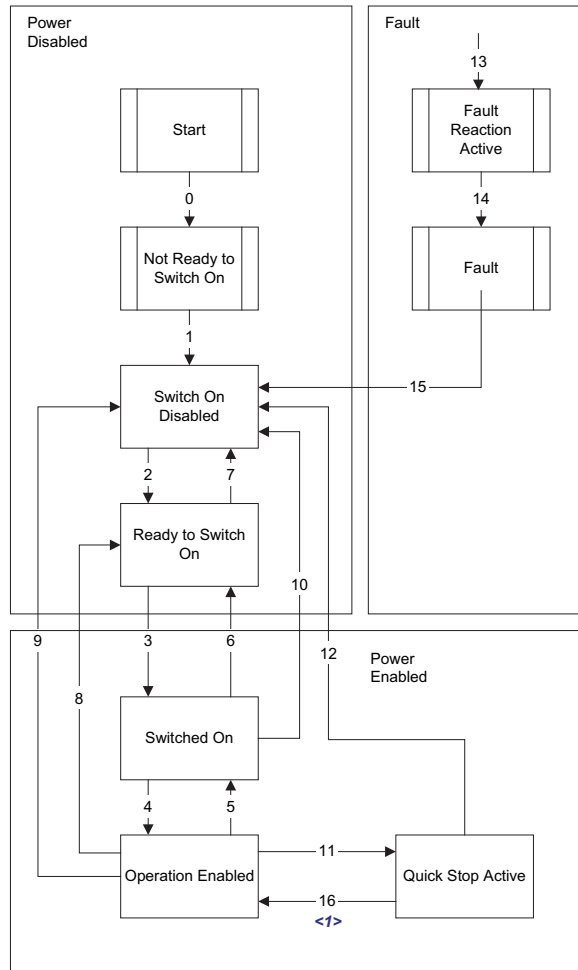 Power
Disabled
Fault
13
Start
Fault
Reaction
Active
0
14
Not Ready to
Switch On
Fault
1
15
Switch On
Disabled
2
7
Ready to Switch
On
10
9
3
6
12
Power
Enabled
8
Switched On
4
5
11
Operation Enabled
Quick Stop Active
16
<1>